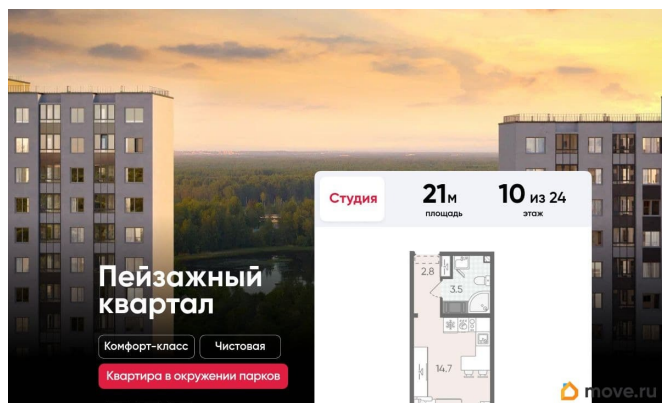 Студия
21м
площадь
10 из 24
этаж
2.8
3.5
14.7
Пейзажный
квартал
Комфорт-класс
Чистовая
Квартира в окружении парков
move.ru